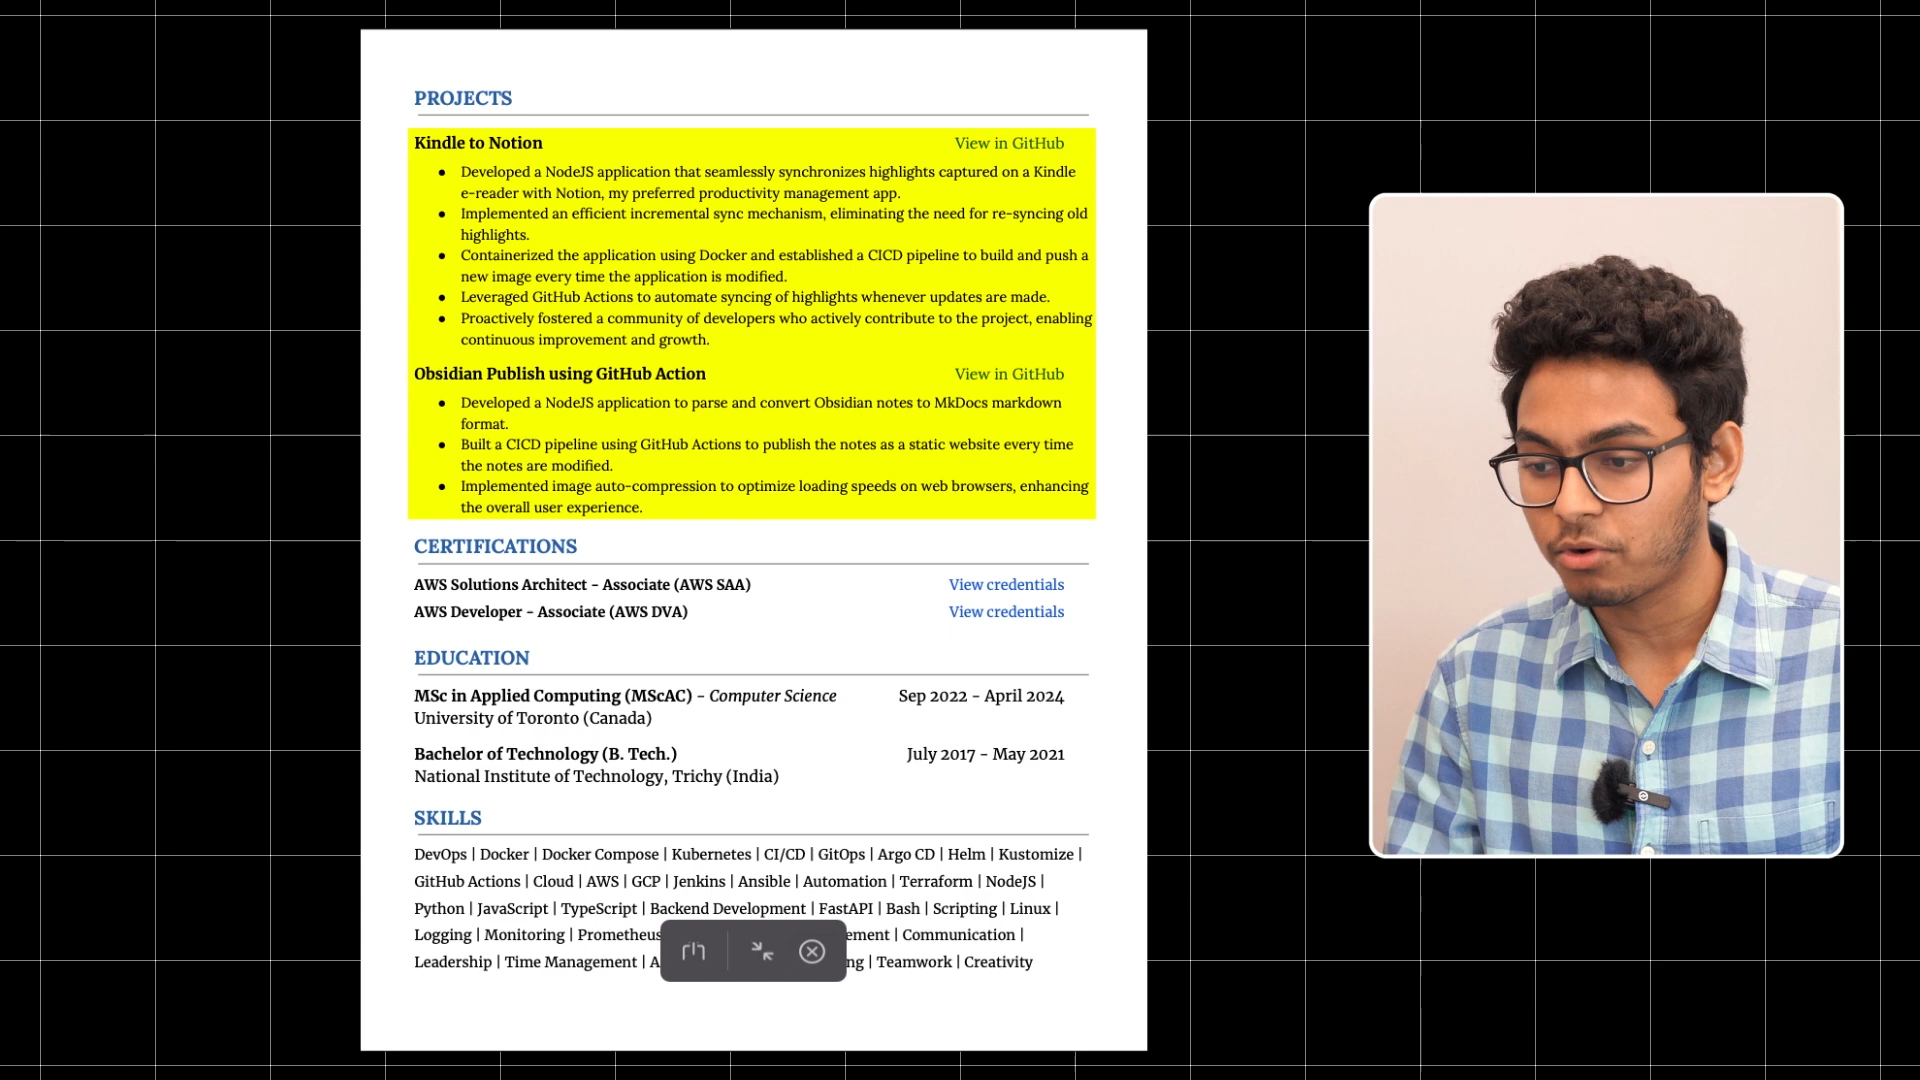 PROJECTS
Kindle to Notion View in GitHub
● Developed a NodeJS application that seamlessly synchronizes highlights captured on a Kindle
e-reader with Notion, my preferred productivity management app.
● Implemented an efficient incremental sync mechanism, eliminating the need for re-syncing old
highlights.
● Containerized the application using Docker and established a CICD pipeline to build and push a
new image every time the application is modified.
● Leveraged GitHub Actions to automate syncing of highlights whenever updates are made.
● Proactively fostered a community of developers who actively contribute to the project, enabling
continuous improvement and growth.
Obsidian Publish using GitHub Action View in GitHub
● Developed a NodeJS application to parse and convert Obsidian notes to MkDocs markdown
format.
● Built a CICD pipeline using GitHub Actions to publish the notes as a static website every time
the notes are modified.
● Implemented image auto-compression to optimize loading speeds on web browsers, enhancing
the overall user experience.
CERTIFICATIONS
AWS Solutions Architect - Associate (AWS SAA) View credentials
AWS Developer - Associate (AWS DVA) View credentials
EDUCATION
MSc in Applied Computing (MScAC) - Computer Science Sep 2022 - April 2024
University of Toronto (Canada)
Bachelor of Technology (B. Tech.) July 2017 - May 2021
National Institute of Technology, Trichy (India)
SKILLS
DevOps | Docker | Docker Compose | Kubernetes | CI/CD | GitOps | Argo CD | Helm | Kustomize |
GitHub Actions | Cloud | AWS | GCP | Jenkins | Ansible | Automation | Terraform | NodeJS |
Python | JavaScript | TypeScript | Backend Development | FastAPI | Bash | Scripting | Linux |
Logging | Monitoring | Prometheus ement | Communication |
Leadership | Time Management | A ng | Teamwork | Creativity